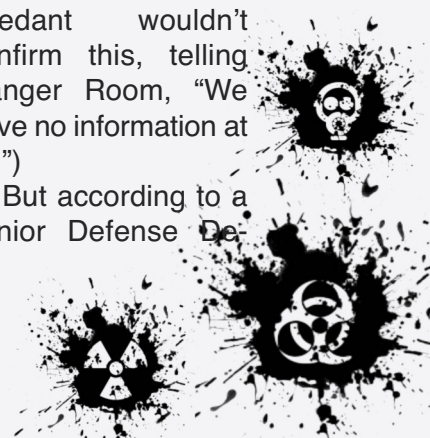 edant wouldn't
nfirm this, telling
anger Room, “We
ve no information at
”)
But according to a
nior Defense De-